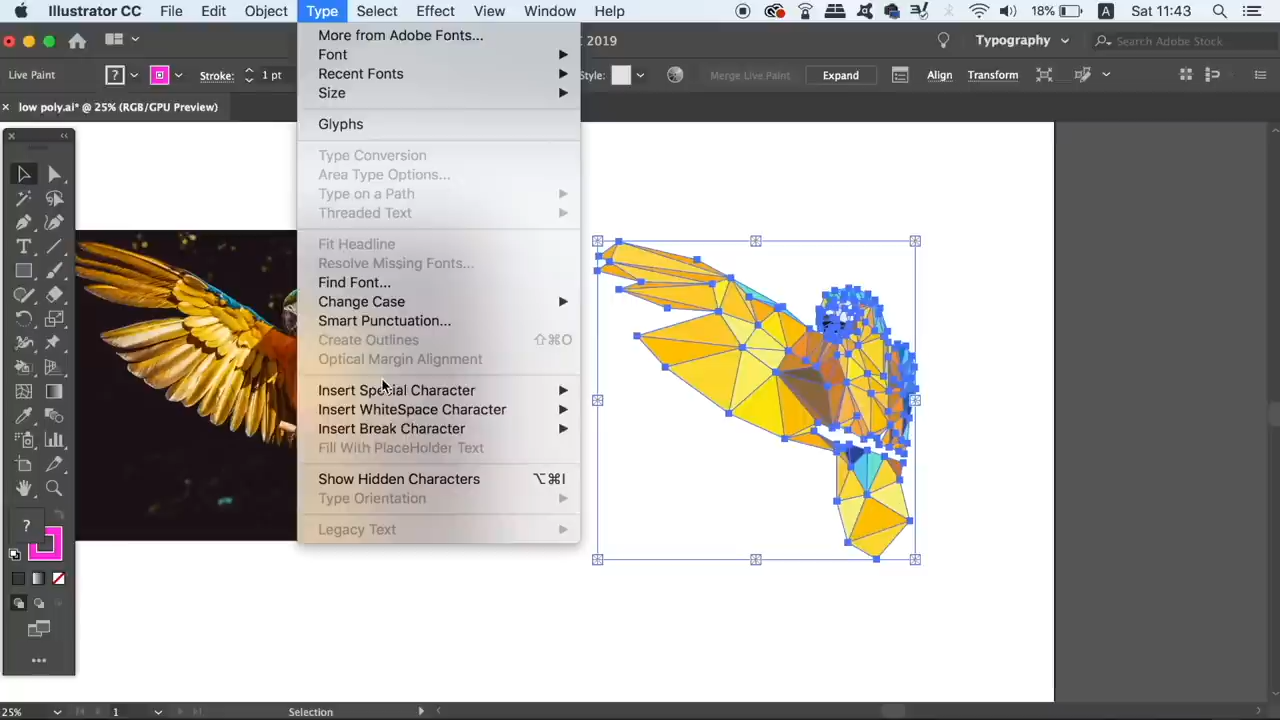 Illustrator CC File Edit Object Type Select Effect View Window Help 18% A Sat 11:43
2019 Typography Search Adobe Stock
Live Paint ? Stroke: 1 pt Style: Merge Live Paint Expand Align Transform
× low poly.ai* @ 25% (RGB/GPU Preview)
More from Adobe Fonts...
Font
Recent Fonts
Size
Glyphs
Type Conversion
Area Type Options...
Type on a Path
Threaded Text
Fit Headline
Resolve Missing Fonts...
Find Font...
Change Case
Smart Punctuation...
Create Outlines ⇧⌘O
Optical Margin Alignment
Insert Special Character
Insert WhiteSpace Character
Insert Break Character
Fill With PlaceHolder Text
Show Hidden Characters ⌥⌘I
Type Orientation
Legacy Text
?
25% 1 Selection